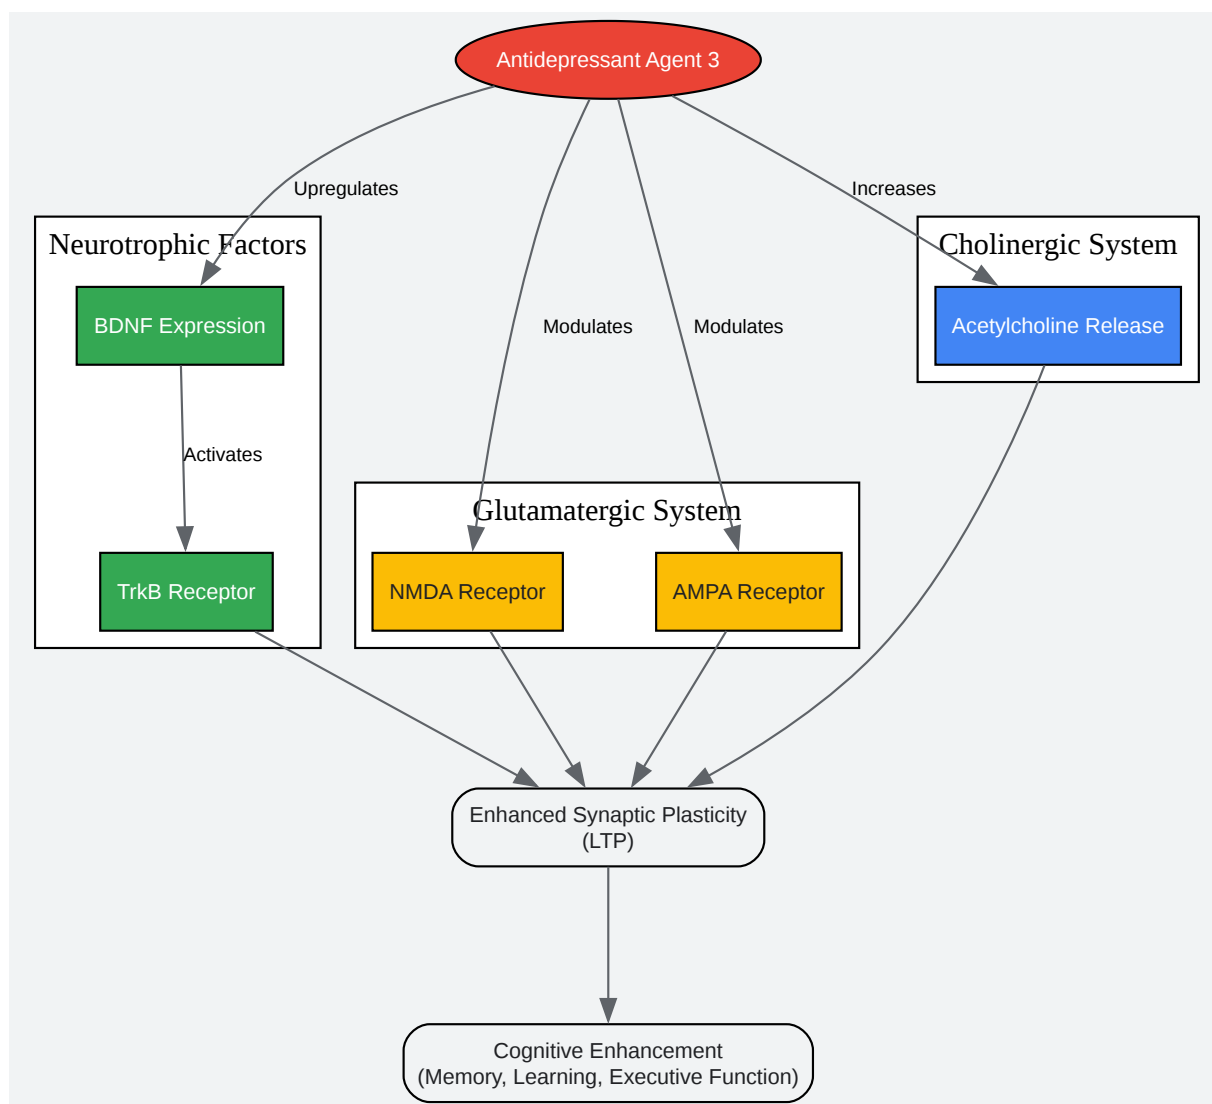 Antidepressant Agent 3
Upregulates
Increases
Neurotrophic Factors
Cholinergic System
BDNF Expression
Modulates
Modulates
Acetylcholine Release
Activates
Glutamatergic System
TrkB Receptor
NMDA Receptor
AMPA Receptor
Enhanced Synaptic Plasticity
(LTP)
Cognitive Enhancement
(Memory, Learning, Executive Function)